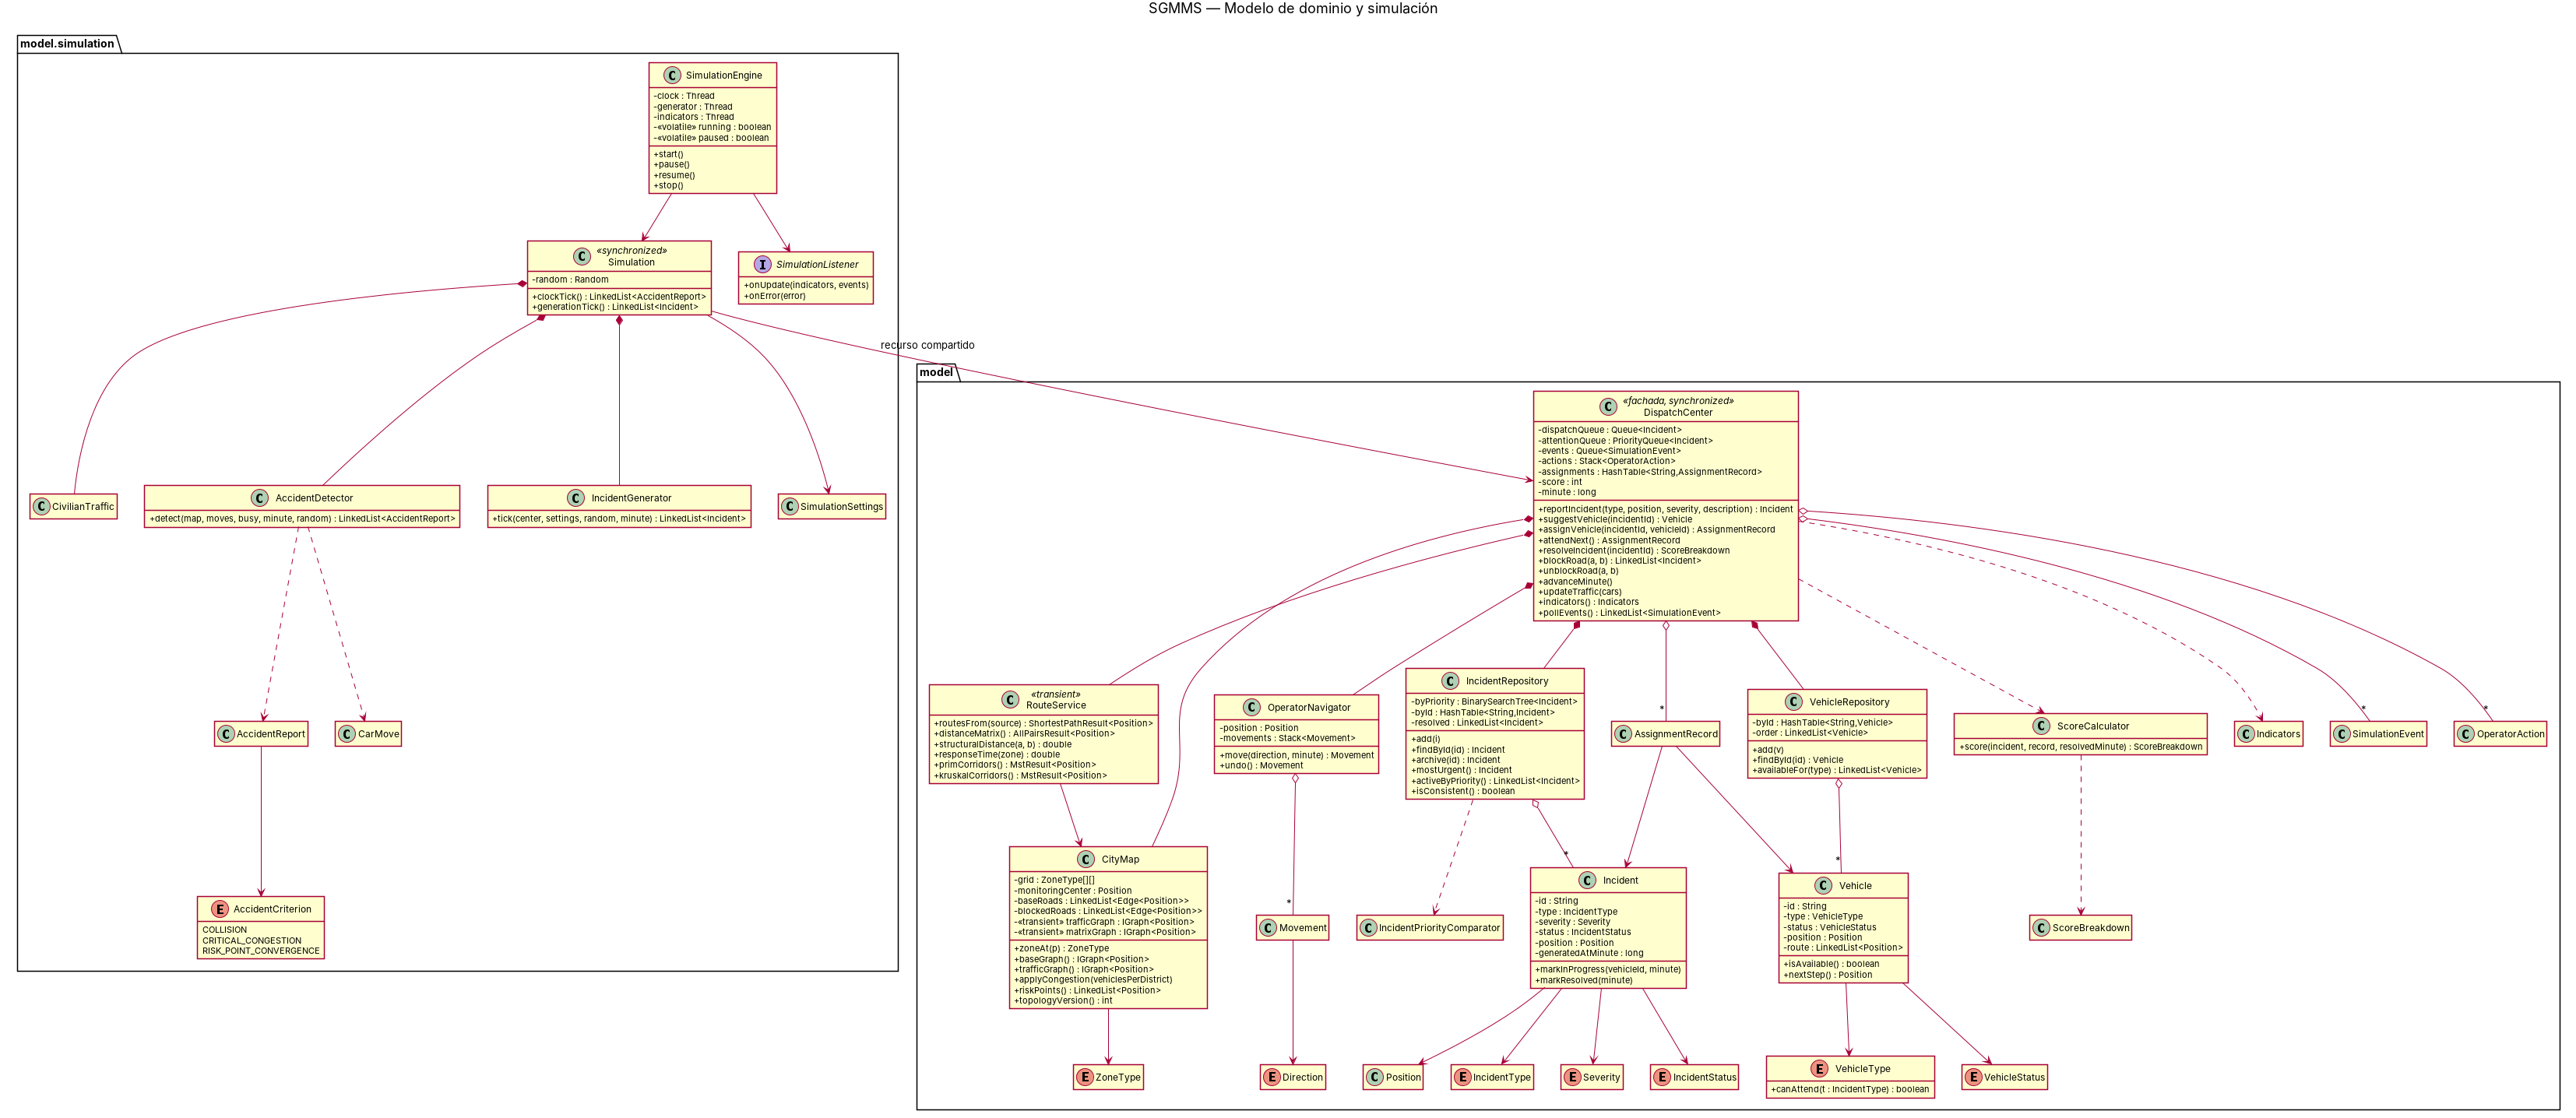 SGMMS — Modelo de dominio y simulación
model.simulation
C SimulationEngine
-clock : Thread
-generator : Thread
-indicators : Thread
-«volatile» running : boolean
-«volatile» paused : boolean
+start()
+pause()
+resume()
+stop()
C «synchronized»
Simulation
-random : Random
+clockTick() : LinkedList<AccidentReport>
+generationTick() : LinkedList<Incident>
I SimulationListener
+onUpdate(indicators, events)
+onError(error)
recurso compartido
C CivilianTraffic
C AccidentDetector
+detect(map, moves, busy, minute, random) : LinkedList<AccidentReport>
C IncidentGenerator
+tick(center, settings, random, minute) : LinkedList<Incident>
C SimulationSettings
C AccidentReport
C CarMove
E AccidentCriterion
COLLISION
CRITICAL_CONGESTION
RISK_POINT_CONVERGENCE
model
C «fachada, synchronized»
DispatchCenter
-dispatchQueue : Queue<Incident>
-attentionQueue : PriorityQueue<Incident>
-events : Queue<SimulationEvent>
-actions : Stack<OperatorAction>
-assignments : HashTable<String,AssignmentRecord>
-score : int
-minute : long
+reportIncident(type, position, severity, description) : Incident
+suggestVehicle(incidentId) : Vehicle
+assignVehicle(incidentId, vehicleId) : AssignmentRecord
+attendNext() : AssignmentRecord
+resolveIncident(incidentId) : ScoreBreakdown
+blockRoad(a, b) : LinkedList<Incident>
+unblockRoad(a, b)
+advanceMinute()
+updateTraffic(cars)
+indicators() : Indicators
+pollEvents() : LinkedList<SimulationEvent>
C «transient»
RouteService
+routesFrom(source) : ShortestPathResult<Position>
+distanceMatrix() : AllPairsResult<Position>
+structuralDistance(a, b) : double
+responseTime(zone) : double
+primCorridors() : MstResult<Position>
+kruskalCorridors() : MstResult<Position>
C OperatorNavigator
-position : Position
-movements : Stack<Movement>
+move(direction, minute) : Movement
+undo() : Movement
C IncidentRepository
-byPriority : BinarySearchTree<Incident>
-byId : HashTable<String,Incident>
-resolved : LinkedList<Incident>
+add(i)
+findById(id) : Incident
+archive(id) : Incident
+mostUrgent() : Incident
+activeByPriority() : LinkedList<Incident>
+isConsistent() : boolean
*
C AssignmentRecord
C VehicleRepository
-byId : HashTable<String,Vehicle>
-order : LinkedList<Vehicle>
+add(v)
+findById(id) : Vehicle
+availableFor(type) : LinkedList<Vehicle>
C ScoreCalculator
+score(incident, record, resolvedMinute) : ScoreBreakdown
C Indicators
*
C SimulationEvent
*
C OperatorAction
C CityMap
-grid : ZoneType[][]
-monitoringCenter : Position
-baseRoads : LinkedList<Edge<Position>>
-blockedRoads : LinkedList<Edge<Position>>
-«transient» trafficGraph : IGraph<Position>
-«transient» matrixGraph : IGraph<Position>
+zoneAt(p) : ZoneType
+baseGraph() : IGraph<Position>
+trafficGraph() : IGraph<Position>
+applyCongestion(vehiclesPerDistrict)
+riskPoints() : LinkedList<Position>
+topologyVersion() : int
*
C Movement
C IncidentPriorityComparator
*
C Incident
-id : String
-type : IncidentType
-severity : Severity
-status : IncidentStatus
-position : Position
-generatedAtMinute : long
+markInProgress(vehicleId, minute)
+markResolved(minute)
*
C Vehicle
-id : String
-type : VehicleType
-status : VehicleStatus
-position : Position
-route : LinkedList<Position>
+isAvailable() : boolean
+nextStep() : Position
C ScoreBreakdown
E ZoneType
E Direction
C Position
E IncidentType
E Severity
E IncidentStatus
E VehicleType
+canAttend(t : IncidentType) : boolean
E VehicleStatus